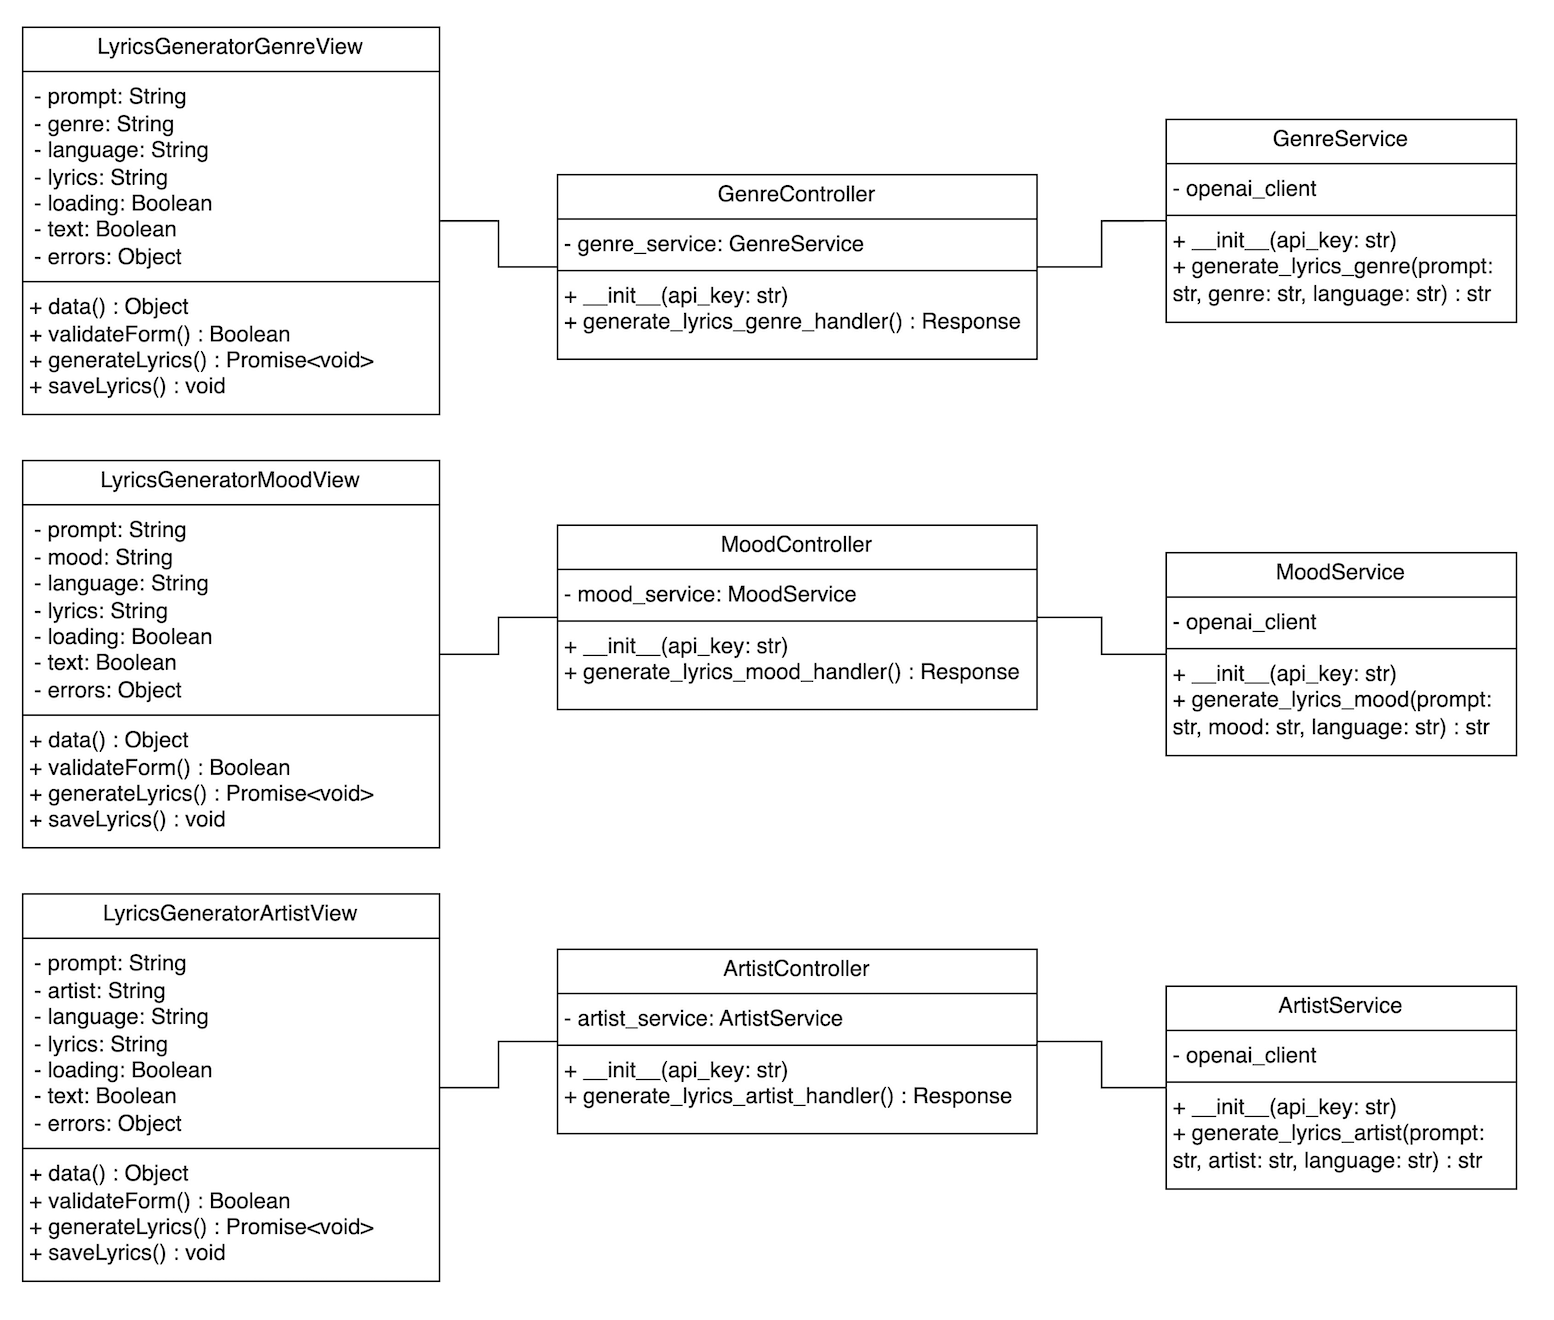 LyricsGeneratorGenreView
- prompt: String
- genre: String
- language: String
- lyrics: String
- loading: Boolean
- text: Boolean
- errors: Object
+ data() : Object
+ validateForm() : Boolean
+ generateLyrics() : Promise<void>
+ saveLyrics() : void
GenreController
- genre_service: GenreService
+ __init__(api_key: str)
+ generate_lyrics_genre_handler() : Response
GenreService
- openai_client
+ __init__(api_key: str)
+ generate_lyrics_genre(prompt:
str, genre: str, language: str) : str
LyricsGeneratorMoodView
- prompt: String
- mood: String
- language: String
- lyrics: String
- loading: Boolean
- text: Boolean
- errors: Object
+ data() : Object
+ validateForm() : Boolean
+ generateLyrics() : Promise<void>
+ saveLyrics() : void
MoodController
- mood_service: MoodService
+ __init__(api_key: str)
+ generate_lyrics_mood_handler() : Response
MoodService
- openai_client
+ __init__(api_key: str)
+ generate_lyrics_mood(prompt:
str, mood: str, language: str) : str
LyricsGeneratorArtistView
- prompt: String
- artist: String
- language: String
- lyrics: String
- loading: Boolean
- text: Boolean
- errors: Object
+ data() : Object
+ validateForm() : Boolean
+ generateLyrics() : Promise<void>
+ saveLyrics() : void
ArtistController
- artist_service: ArtistService
+ __init__(api_key: str)
+ generate_lyrics_artist_handler() : Response
ArtistService
- openai_client
+ __init__(api_key: str)
+ generate_lyrics_artist(prompt:
str, artist: str, language: str) : str